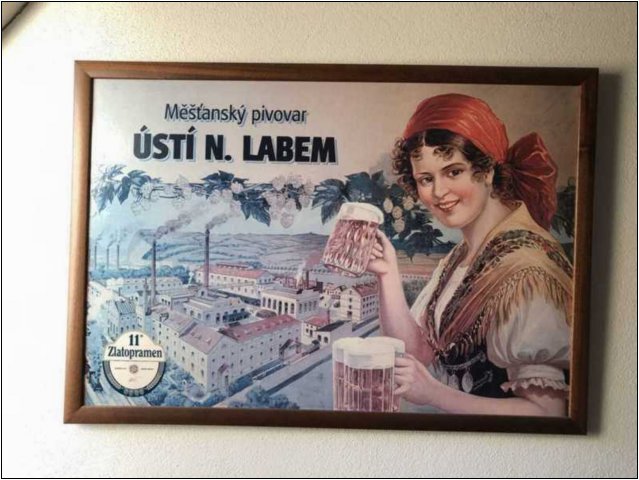 Měšťanský pivovar
ÚSTÍ N. LABEM
11°
Zlatopramen